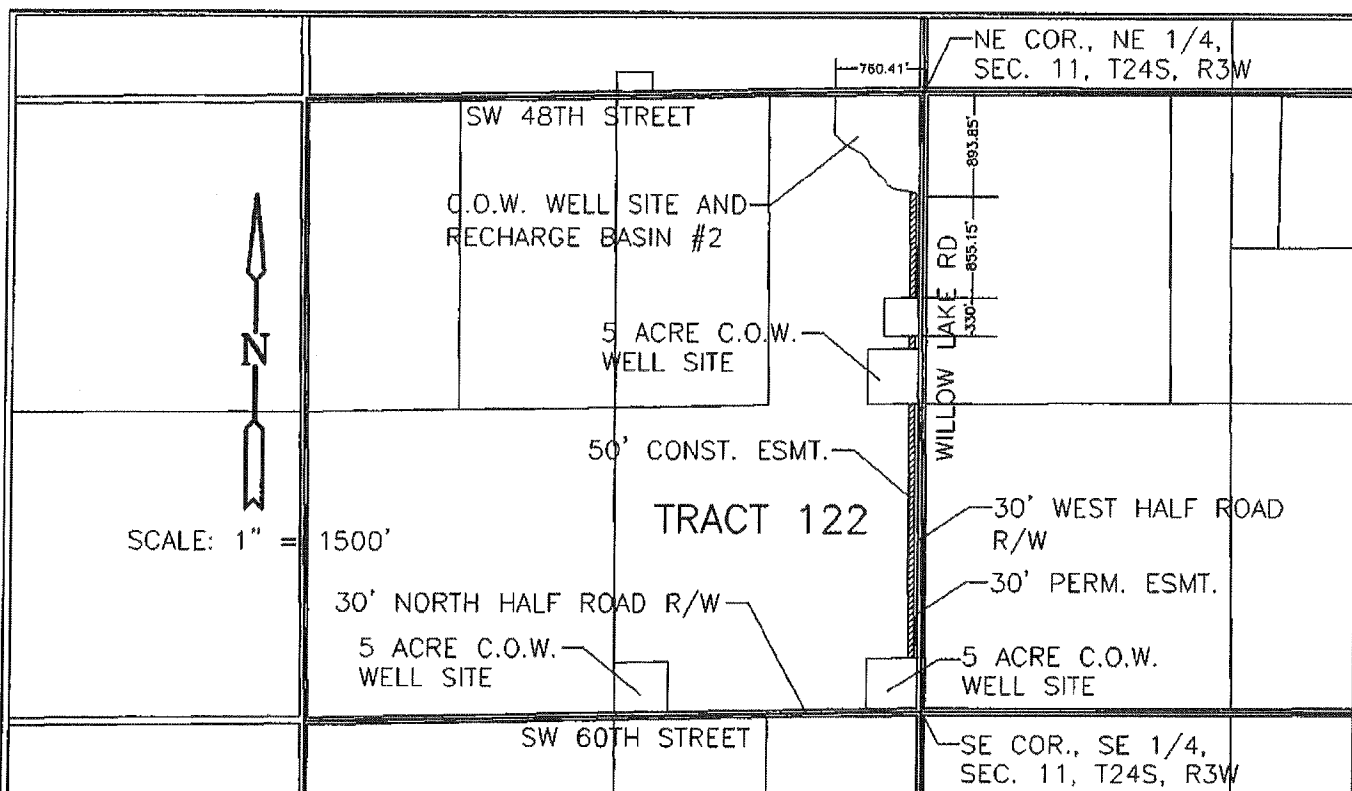 760.41'
NE COR., NE 1/4,
SEC. 11, T24S, R3W
SW 48TH STREET
893.85'
C.O.W. WELL SITE AND
RECHARGE BASIN #2
855.15'
WILLOW LAKE RD
330'
N
5 ACRE C.O.W.
WELL SITE
50' CONST. ESMT.
TRACT 122
30' WEST HALF ROAD
R/W
SCALE: 1" = 1500'
30' PERM. ESMT.
30' NORTH HALF ROAD R/W
5 ACRE C.O.W.
WELL SITE
5 ACRE C.O.W.
WELL SITE
SW 60TH STREET
SE COR., SE 1/4,
SEC. 11, T24S, R3W